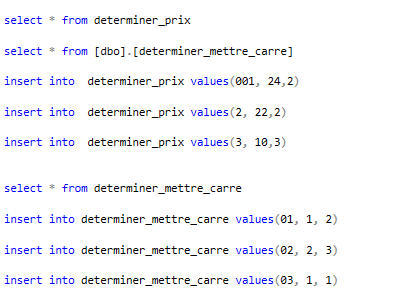 select * from determiner_prix
select * from [dbo].[determiner_mettre_carre]
insert into  determiner_prix values(001, 24,2)
insert into  determiner_prix values(2, 22,2)
insert into  determiner_prix values(3, 10,3)
select * from determiner_mettre_carre
insert into determiner_mettre_carre values(01, 1, 2)
insert into determiner_mettre_carre values(02, 2, 3)
insert into determiner_mettre_carre values(03, 1, 1)